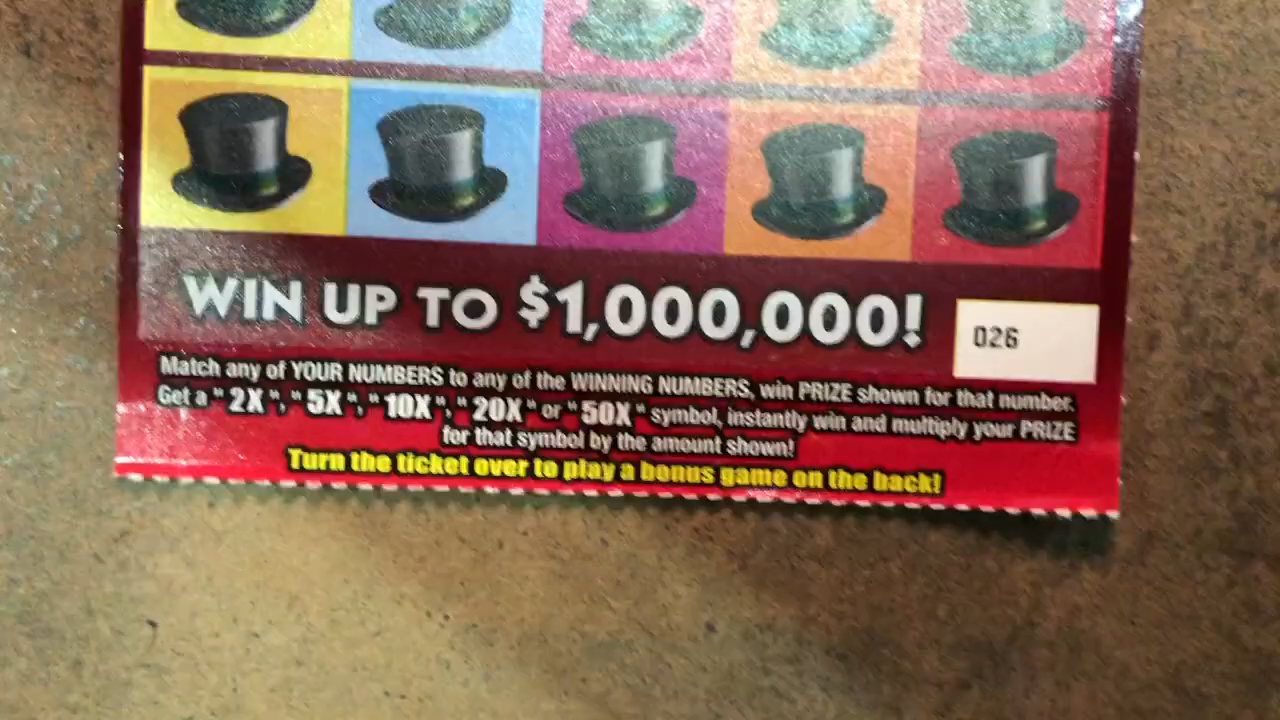 WIN UP TO $1,000,000!
026
Match any of YOUR NUMBERS to any of the WINNING NUMBERS, win PRIZE shown for that number.
Get a "2X", "5X", "10X", "20X" or "50X" symbol, instantly win and multiply your PRIZE
for that symbol by the amount shown!
Turn the ticket over to play a bonus game on the back!